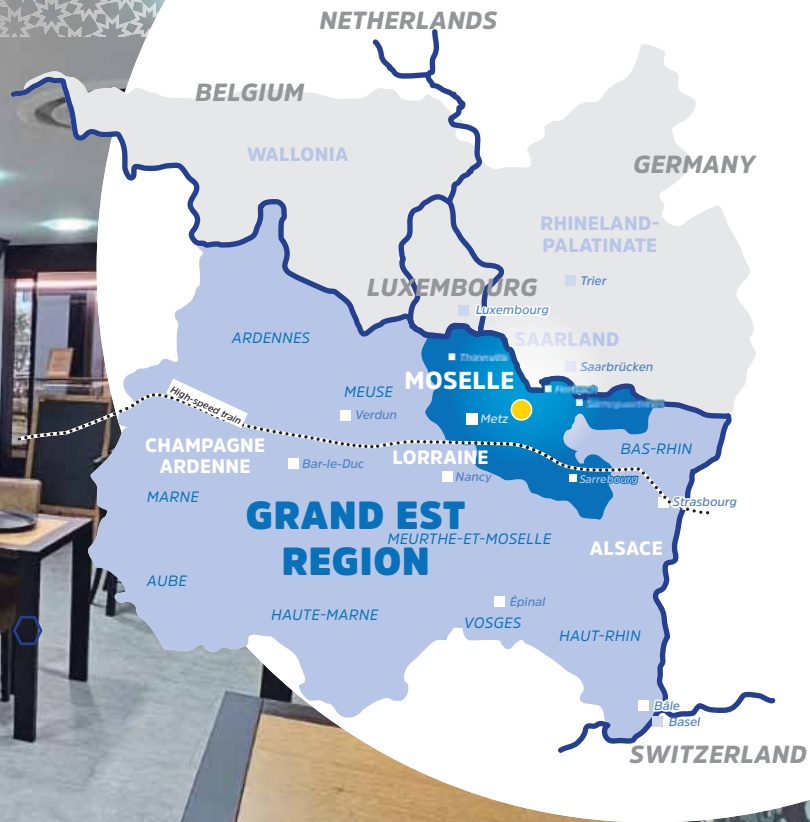 NETHERLANDS
BELGIUM
WALLONIA
GERMANY
RHINELAND-
PALATINATE
Trier
LUXEMBOURG
Luxembourg
SAARLAND
ARDENNES
Saarbrücken
MOSELLE
MEUSE
High-speed train
Verdun
Metz
CHAMPAGNE
ARDENNE
LORRAINE
BAS-RHIN
Bar-le-Duc
Nancy
Sarrebourg
MARNE
Strasbourg
GRAND EST
REGION
MEURTHE-ET-MOSELLE
ALSACE
AUBE
Épinal
HAUTE-MARNE
VOSGES
HAUT-RHIN
Bâle
Basel
SWITZERLAND